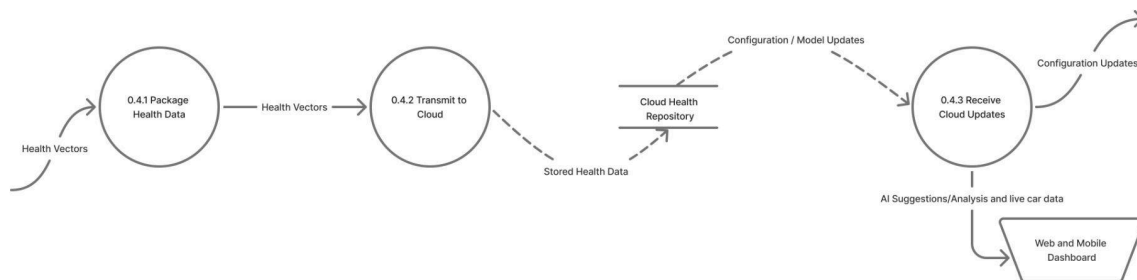 Health Vectors
0.4.1 Package
Health Data
Health Vectors
0.4.2 Transmit to
Cloud
Stored Health Data
Cloud Health
Repository
Configuration / Model Updates
0.4.3 Receive
Cloud Updates
Configuration Updates
AI Suggestions/Analysis and live car data
Web and Mobile
Dashboard